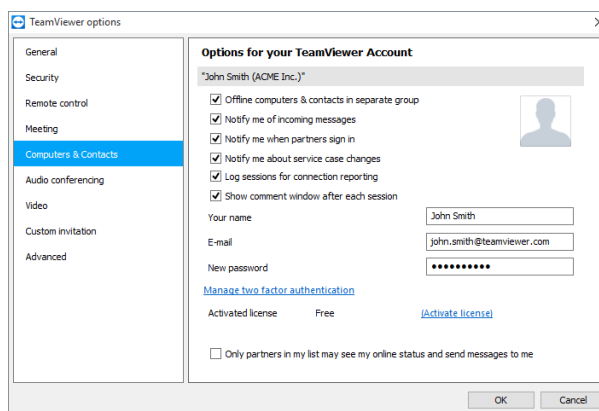 TeamViewer options
General
Security
Remote control
Meeting
Computers & Contacts
Audio conferencing
Video
Custom invitation
Advanced
Options for your TeamViewer Account
"John Smith (ACME Inc.)"
Offline computers & contacts in separate group
Notify me of incoming messages
Notify me when partners sign in
Notify me about service case changes
Log sessions for connection reporting
Show comment window after each session
Your name John Smith
E-mail john.smith@teamviewer.com
New password ●●●●●●●●●●
Manage two factor authentication
Activated license Free (Activate license)
Only partners in my list may see my online status and send messages to me
OK Cancel